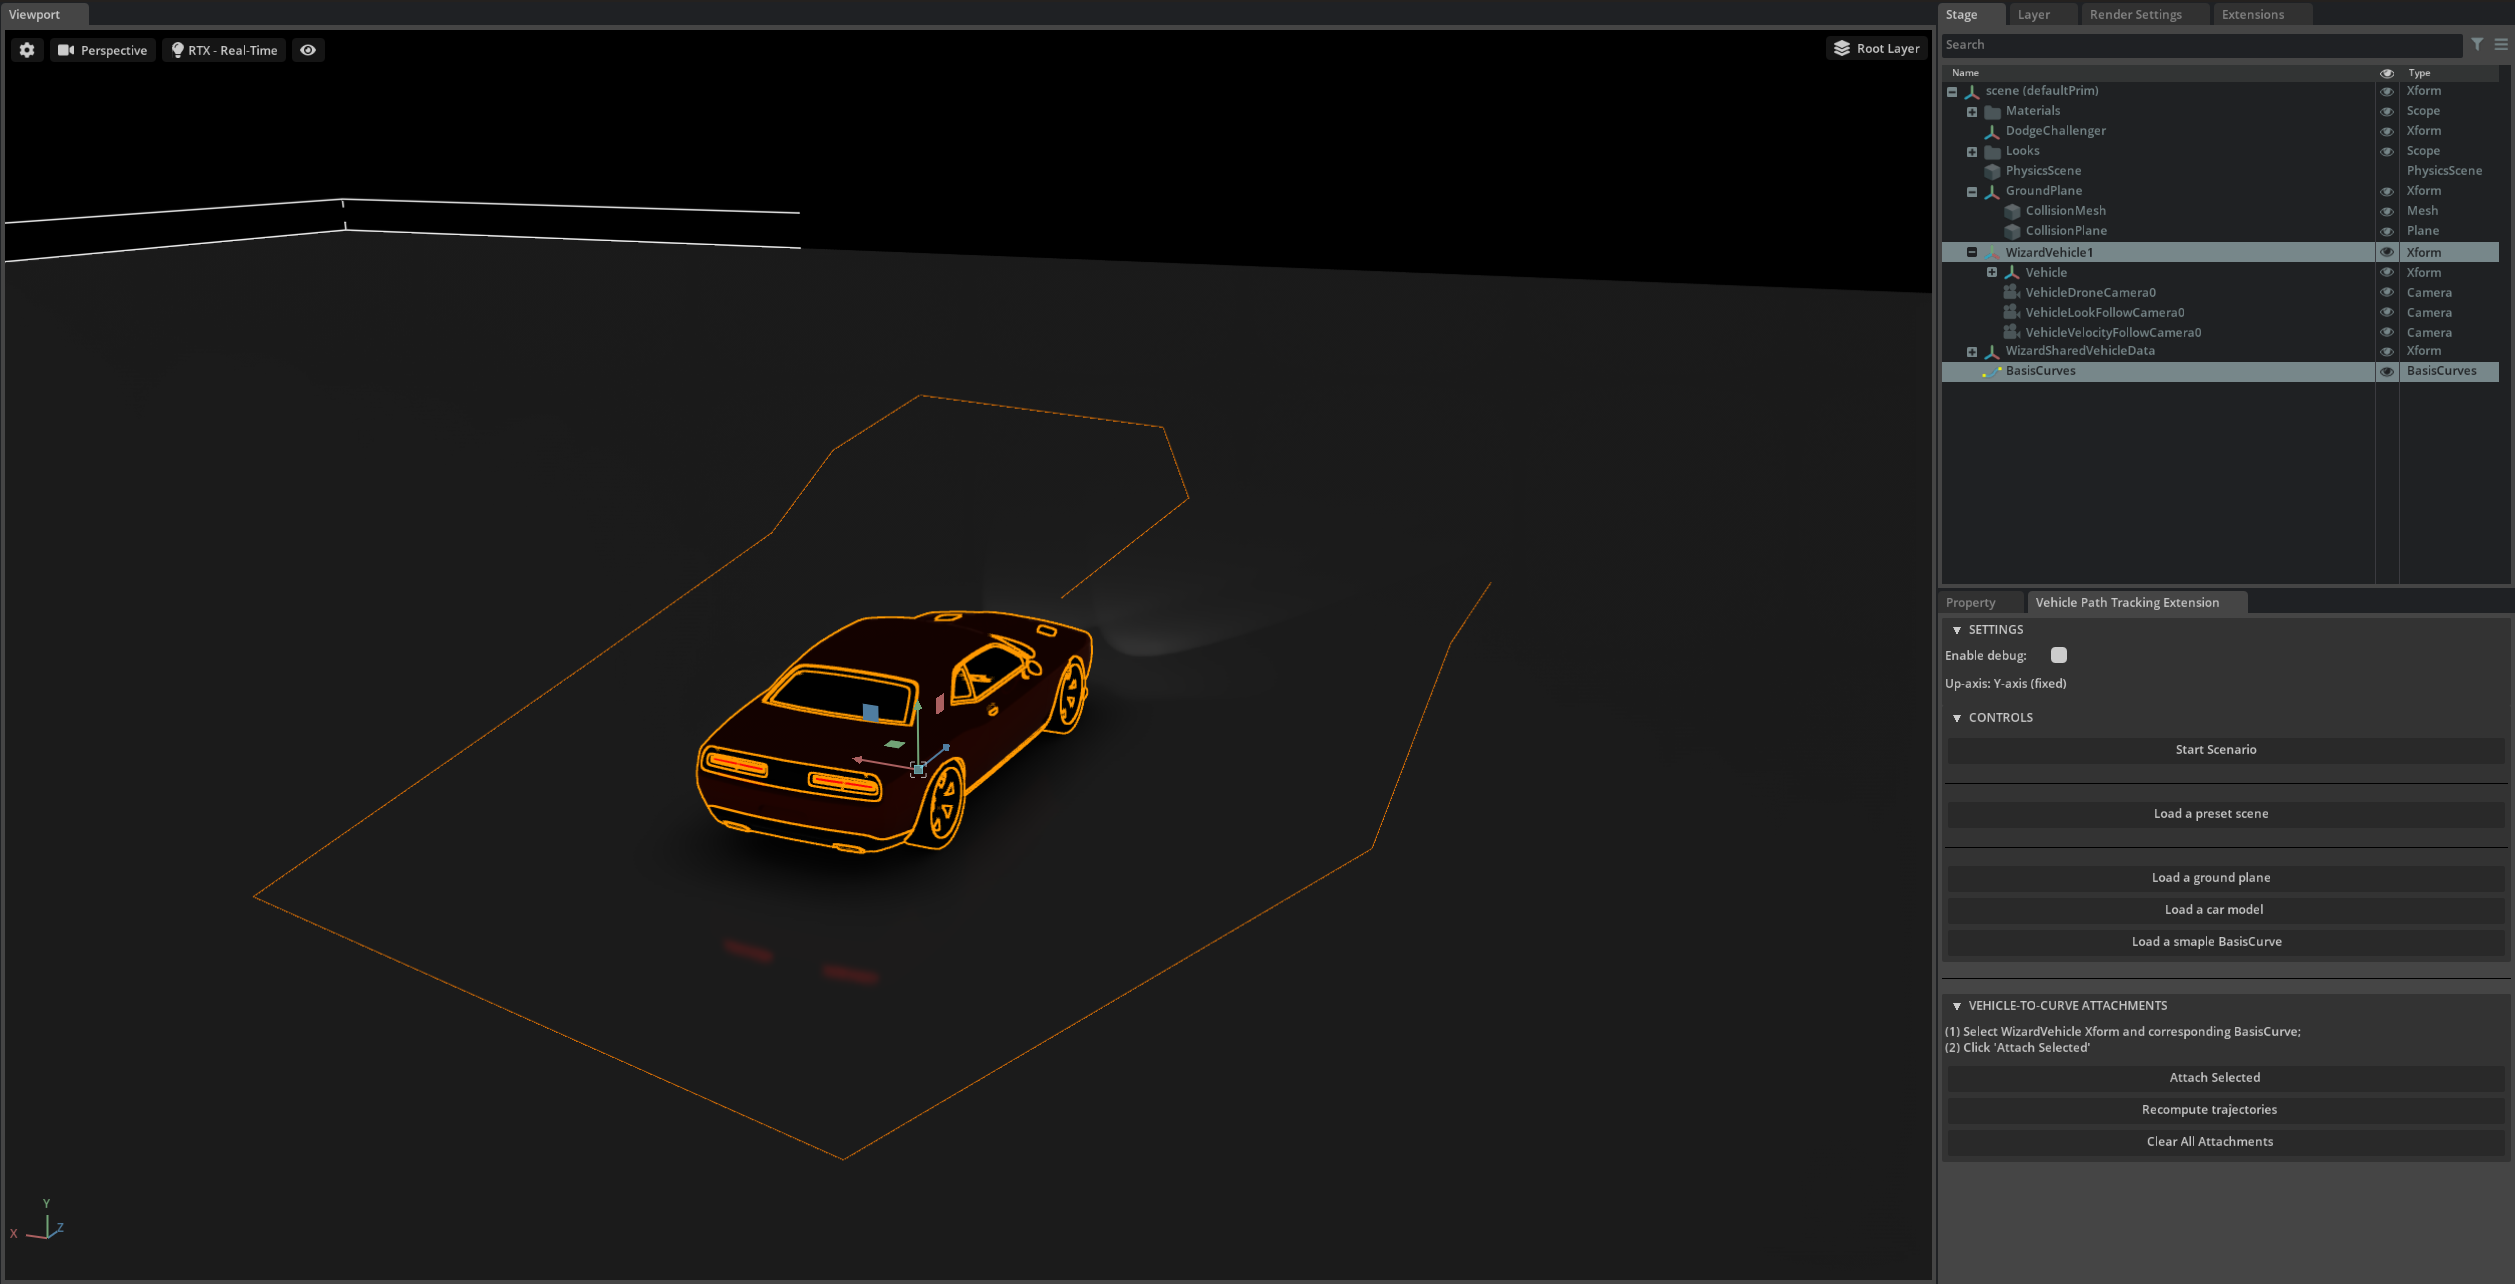 Viewport
Perspective
RTX - Real-Time
Root Layer
X
Y
Z
Stage
Layer
Render Settings
Extensions
Search
Name
Type
scene (defaultPrim)
Xform
Materials
Scope
DodgeChallenger
Xform
Looks
Scope
PhysicsScene
PhysicsScene
GroundPlane
Xform
CollisionMesh
Mesh
CollisionPlane
Plane
WizardVehicle1
Xform
Vehicle
Xform
VehicleDroneCamera0
Camera
VehicleLookFollowCamera0
Camera
VehicleVelocityFollowCamera0
Camera
WizardSharedVehicleData
Xform
BasisCurves
BasisCurves
Property
Vehicle Path Tracking Extension
SETTINGS
Enable debug:
Up-axis: Y-axis (fixed)
CONTROLS
Start Scenario
Load a preset scene
Load a ground plane
Load a car model
Load a smaple BasisCurve
VEHICLE-TO-CURVE ATTACHMENTS
(1) Select WizardVehicle Xform and corresponding BasisCurve;
(2) Click 'Attach Selected'
Attach Selected
Recompute trajectories
Clear All Attachments